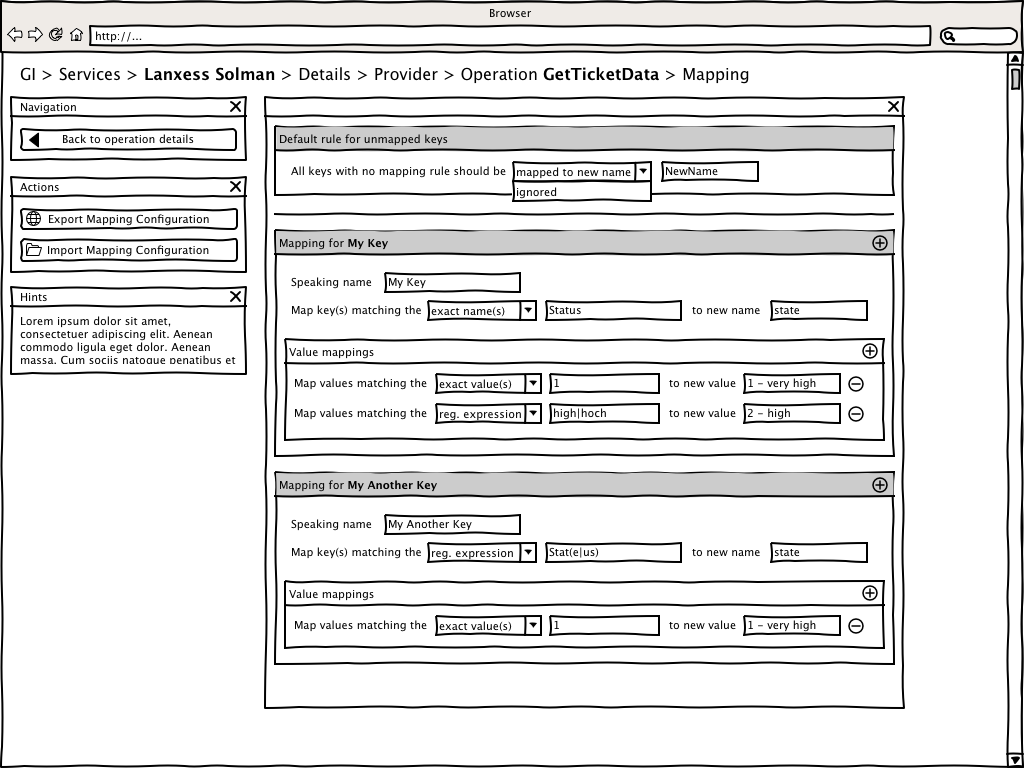 Browser
http://...
GI > Services > Lanxess Solman > Details > Provider > Operation GetTicketData > Mapping
Navigation
Back to operation details
Actions
Export Mapping Configuration
Import Mapping Configuration
Hints
Lorem ipsum dolor sit amet,
consectetuer adipiscing elit. Aenean
commodo ligula eget dolor. Aenean
massa. Cum sociis natoque penatibus et
Default rule for unmapped keys
All keys with no mapping rule should be mapped to new name NewName
ignored
Mapping for My Key
Speaking name My Key
Map key(s) matching the exact name(s) Status to new name state
Value mappings
Map values matching the exact value(s) 1 to new value 1 - very high
Map values matching the reg. expression high|hoch to new value 2 - high
Mapping for My Another Key
Speaking name My Another Key
Map key(s) matching the reg. expression Stat(e|us) to new name state
Value mappings
Map values matching the exact value(s) 1 to new value 1 - very high